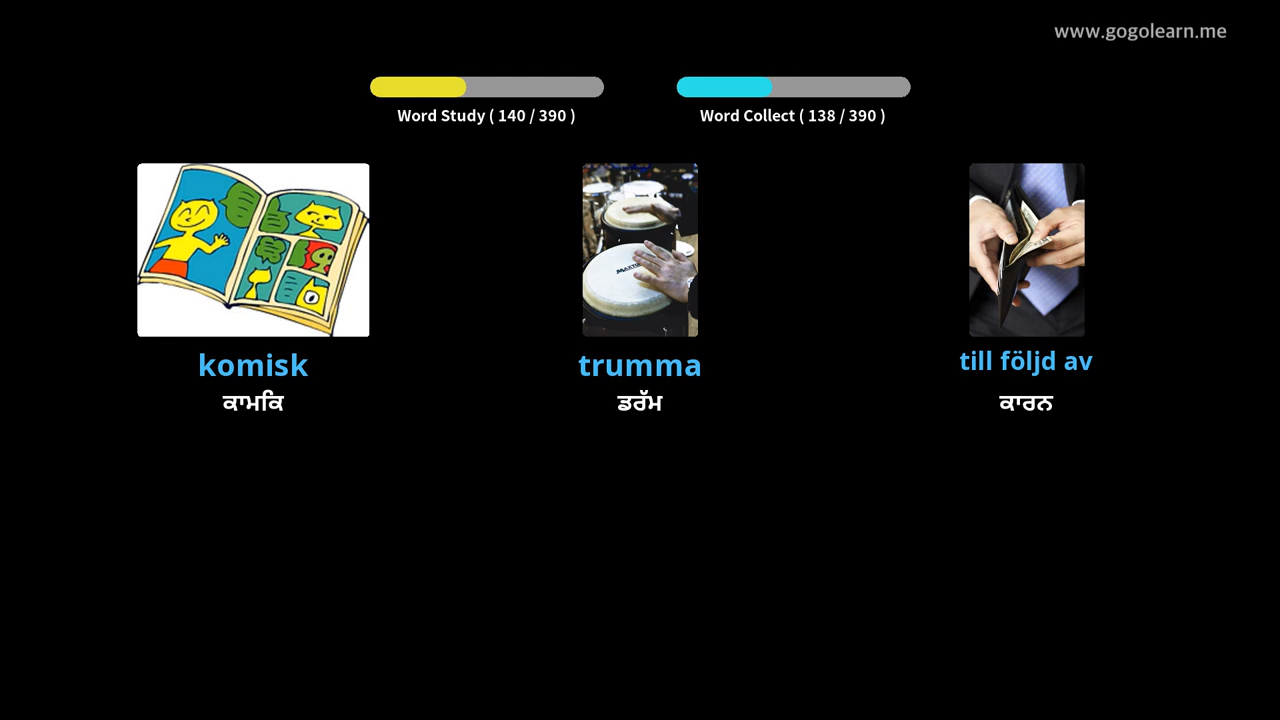 www.gogolearn.me
Word Study ( 140 / 390 )
Word Collect ( 138 / 390 )
komisk
trumma
till följd av
ਕਾਮਕਿ
ਡਰੱਮ
ਕਾਰਨ